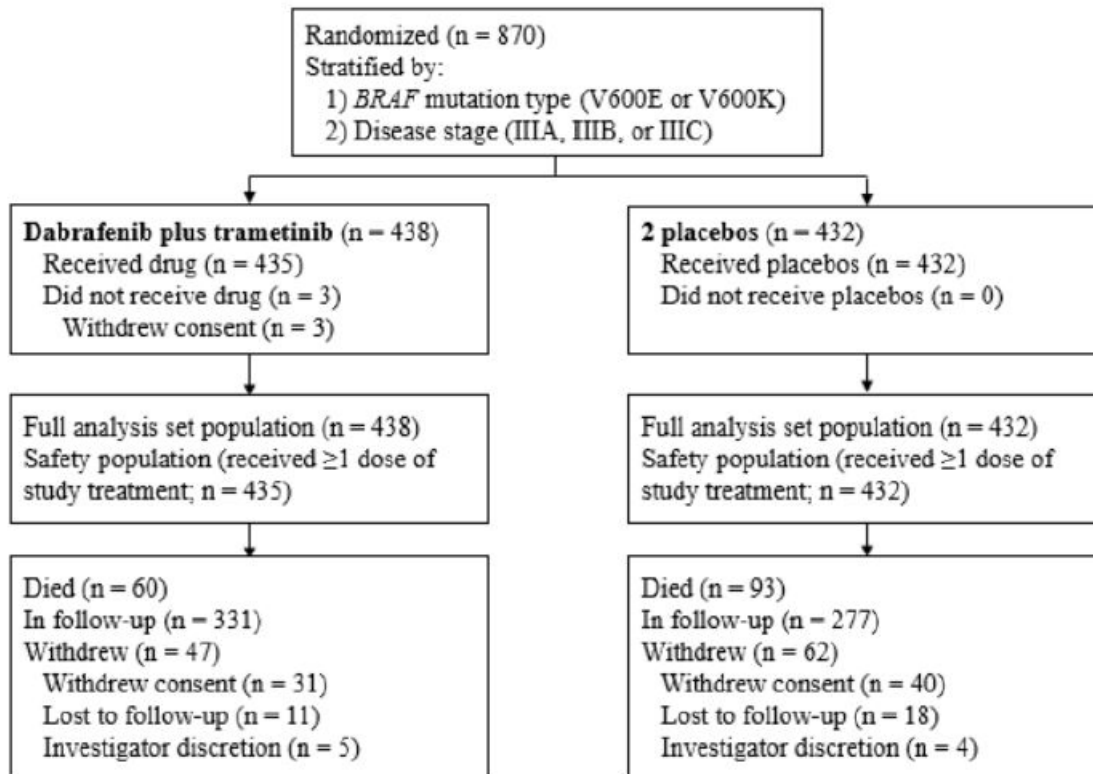 Randomized (n = 870)
Stratified by:
1) BRAF mutation type (V600E or V600K)
2) Disease stage (IIIA, IIIB, or IIIC)
Dabrafenib plus trametinib (n = 438)
Received drug (n = 435)
Did not receive drug (n = 3)
Withdrew consent (n = 3)
2 placebos (n = 432)
Received placebos (n = 432)
Did not receive placebos (n = 0)
Full analysis set population (n = 438)
Safety population (received ≥1 dose of
study treatment; n = 435)
Full analysis set population (n = 432)
Safety population (received ≥1 dose of
study treatment; n = 432)
Died (n = 60)
In follow-up (n = 331)
Withdrew (n = 47)
Withdrew consent (n = 31)
Lost to follow-up (n = 11)
Investigator discretion (n = 5)
Died (n = 93)
In follow-up (n = 277)
Withdrew (n = 62)
Withdrew consent (n = 40)
Lost to follow-up (n = 18)
Investigator discretion (n = 4)